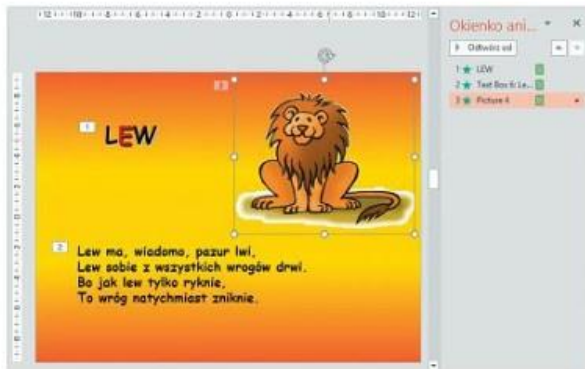 Okienko ani...
Odtwórz od
1 LEW
2 Text Box 6: Le...
3 Picture 4
3
1
LEW
2
Lew ma, wiadomo, pazur lwi,
Lew sobie z wszystkich wrogów drwi.
Bo jak lew tylko ryknie,
To wróg natychmiast zniknie.